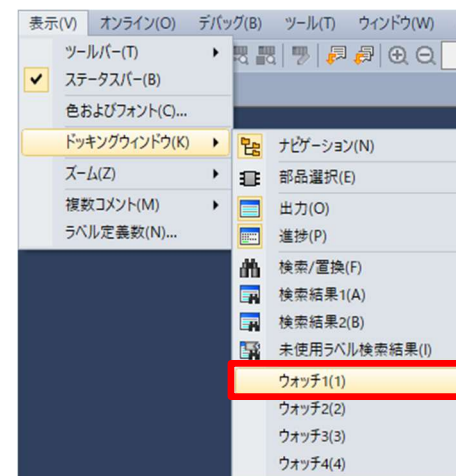 表示(V) オンライン(O) デバッグ(B) ツール(T) ウィンドウ(W)
ツールバー(T)
ステータスバー(B)
色およびフォント(C)...
ドッキングウィンドウ(K)
ズーム(Z)
複数コメント(M)
ラベル定義数(N)...
ナビゲーション(N)
部品選択(E)
出力(O)
進捗(P)
検索/置換(F)
検索結果1(A)
検索結果2(B)
未使用ラベル検索結果(I)
ウォッチ1(1)
ウォッチ2(2)
ウォッチ3(3)
ウォッチ4(4)